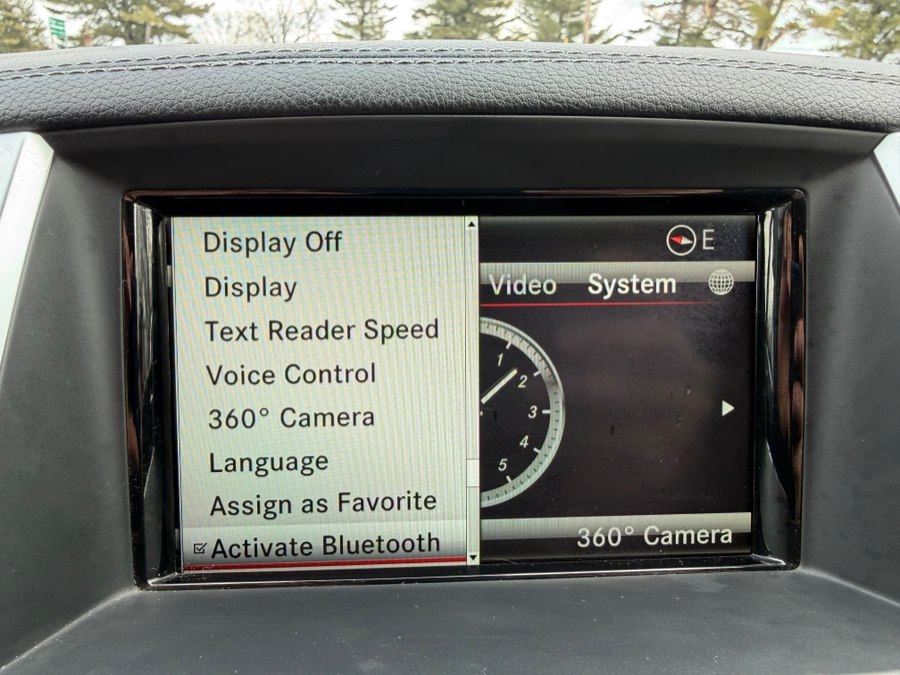 Display Off
Display
Text Reader Speed
Voice Control
360° Camera
Language
Assign as Favorite
Activate Bluetooth
E
Video System
1
2
3
4
5
360° Camera